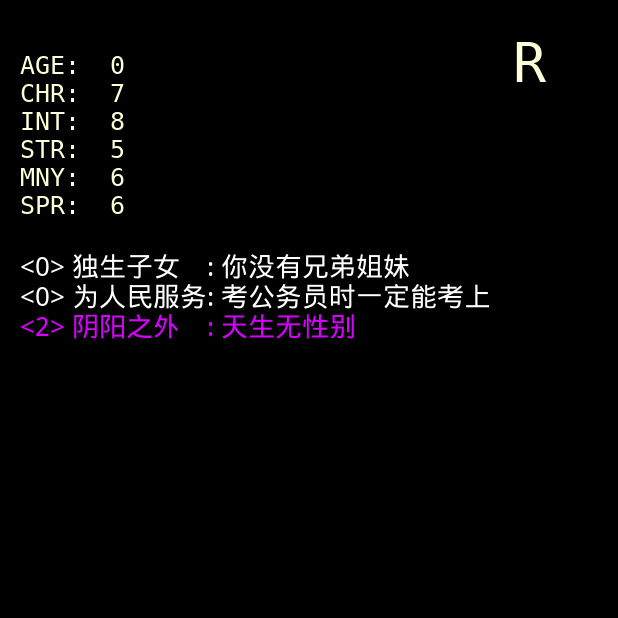 R
AGE: 0
CHR: 7
INT: 8
STR: 5
MNY: 6
SPR: 6
<0> 独生子女 : 你没有兄弟姐妹
<0> 为人民服务: 考公务员时一定能考上
<2> 阴阳之外 : 天生无性别